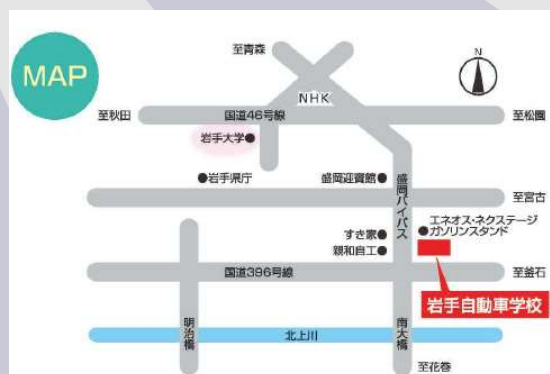 MAP
至青森
N
NHK
至秋田
国道46号線
至松園
岩手大学
岩手県庁
盛岡迎賓館
盛岡バイパス
至宮古
エネオス・ネクステージ
ガソリンスタンド
すき家
親和自工
国道396号線
至釜石
岩手自動車学校
明治橋
北上川
南大橋
至花巻